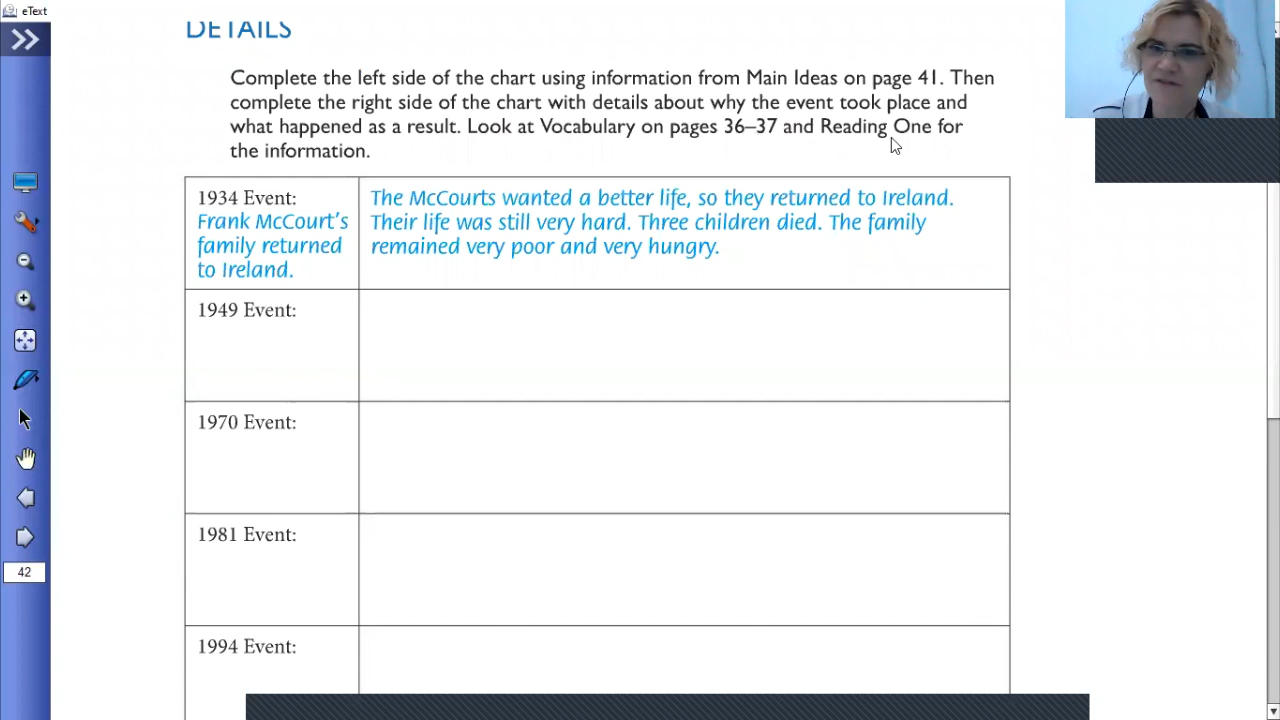 eText
DETAILS
Complete the left side of the chart using information from Main Ideas on page 41. Then
complete the right side of the chart with details about why the event took place and
what happened as a result. Look at Vocabulary on pages 36–37 and Reading One for
the information.
1934 Event:
Frank McCourt's
family returned
to Ireland.
The McCourts wanted a better life, so they returned to Ireland.
Their life was still very hard. Three children died. The family
remained very poor and very hungry.
1949 Event:
1970 Event:
1981 Event:
1994 Event:
42